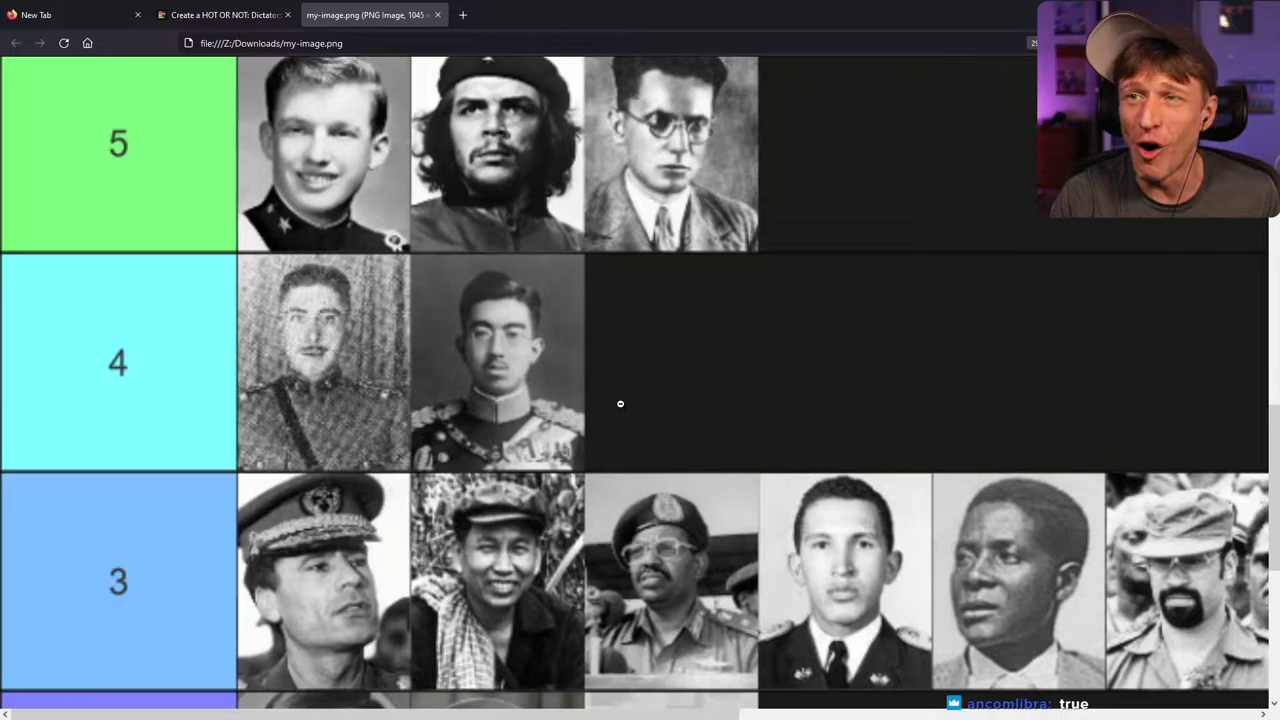 New Tab
Create a HOT OR NOT: Dictator
my-image.png (PNG Image, 1045 ×
file:///Z:/Downloads/my-image.png
5
4
3
ancomlibra: true